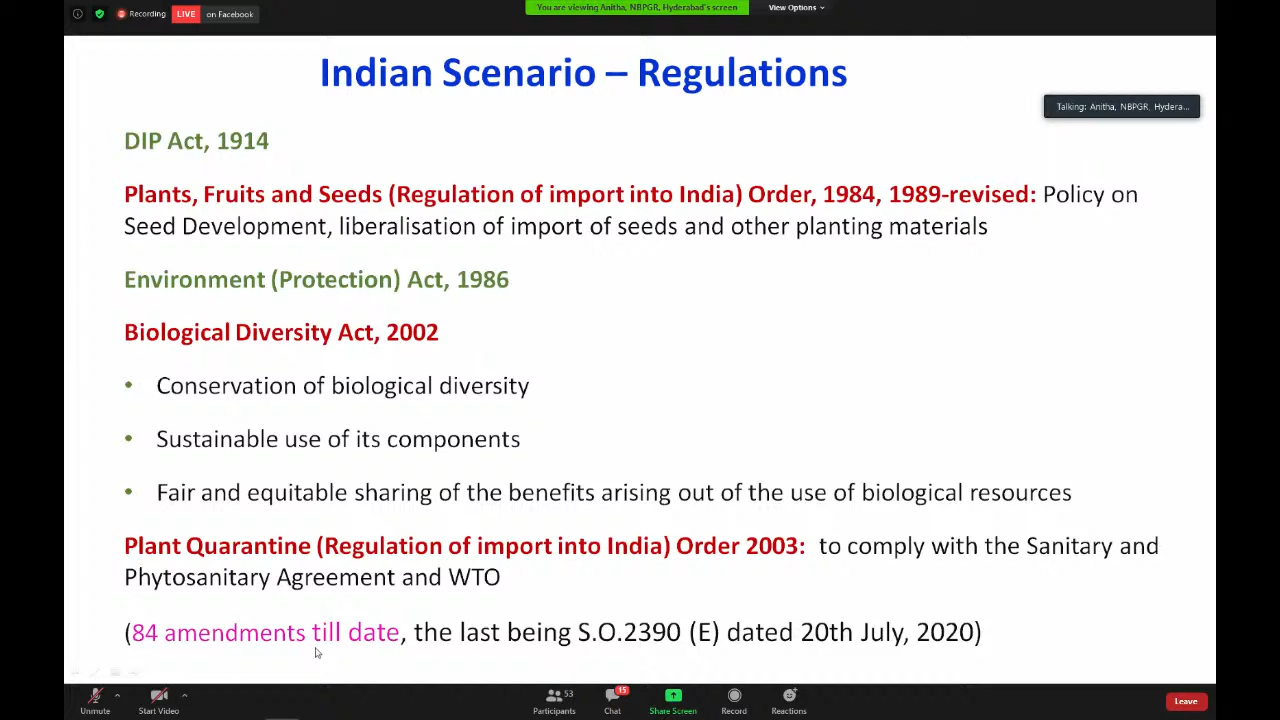 Recording
LIVE
on Facebook
You are viewing Anitha, NBPGR, Hyderabad's screen
View Options
Indian Scenario – Regulations
Talking: Anitha, NBPGR, Hydera...
DIP Act, 1914
Plants, Fruits and Seeds (Regulation of import into India) Order, 1984, 1989-revised: Policy on
Seed Development, liberalisation of import of seeds and other planting materials
Environment (Protection) Act, 1986
Biological Diversity Act, 2002
• Conservation of biological diversity
• Sustainable use of its components
• Fair and equitable sharing of the benefits arising out of the use of biological resources
Plant Quarantine (Regulation of import into India) Order 2003: to comply with the Sanitary and
Phytosanitary Agreement and WTO
(84 amendments till date, the last being S.O.2390 (E) dated 20th July, 2020)
53
15
Unmute
Start Video
Participants
Chat
Share Screen
Record
Reactions
Leave